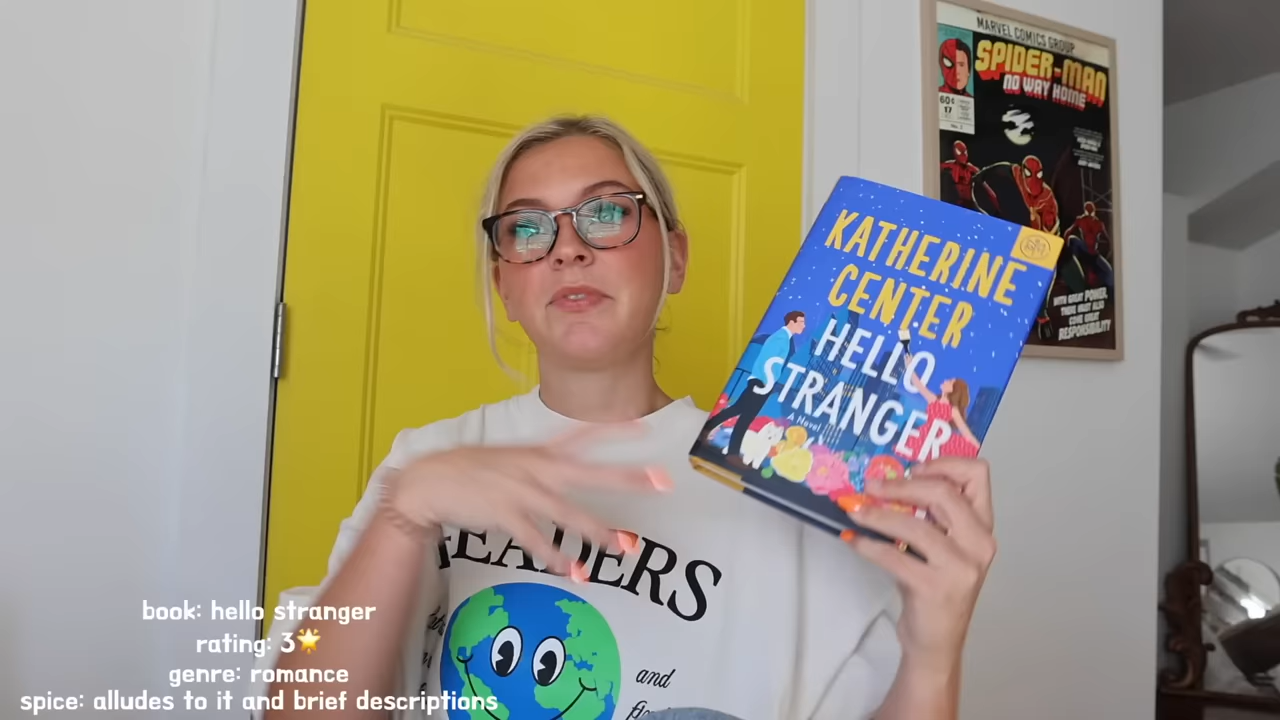 MARVEL COMICS GROUP
SPIDER-MAN
NO WAY HOME
60¢
17
WITH GREAT POWER,
THERE MUST ALSO
COME GREAT
RESPONSIBILITY
KATHERINE
CENTER
HELLO
STRANGER
A Novel
EADERS
and
book: hello stranger
rating: 3🌟
genre: romance
spice: alludes to it and brief descriptions